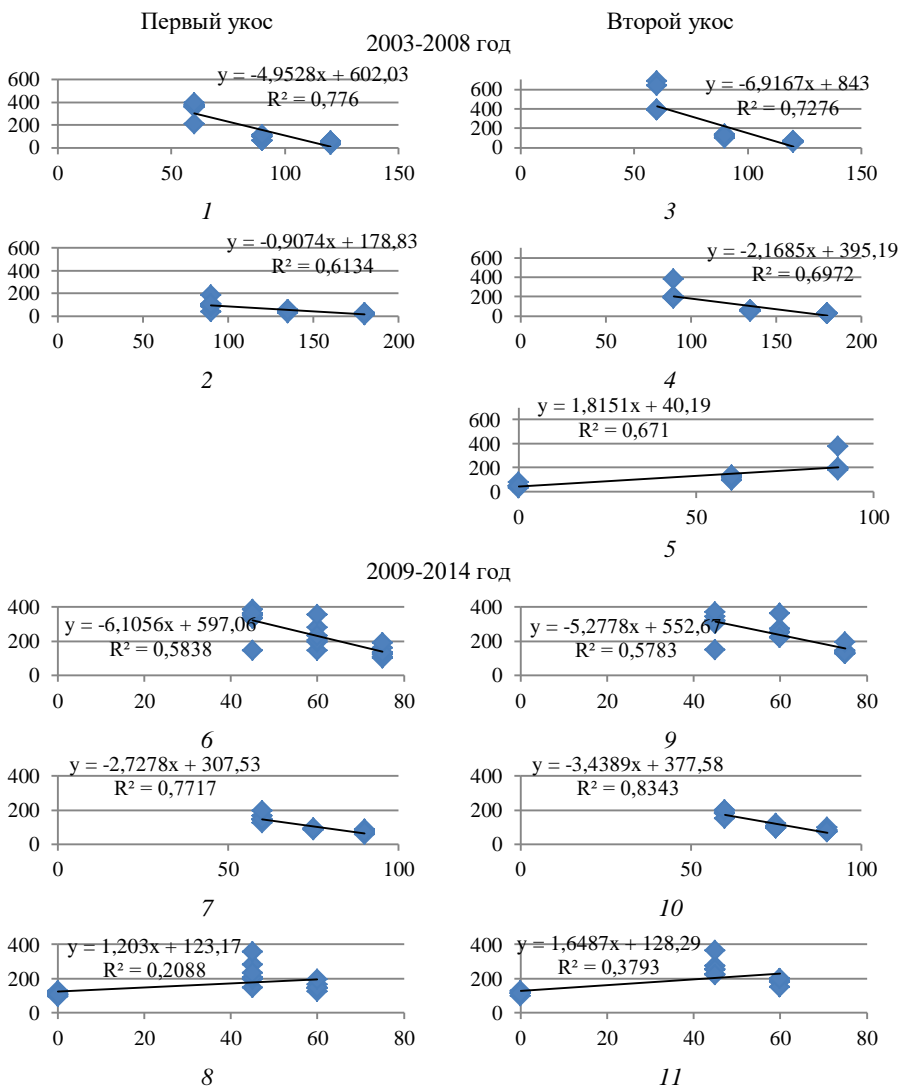 Первый укос
Второй укос
2003-2008 год
y = -4,9528x + 602,03
R² = 0,776
600
400
200
0
0 50 100 150
1
y = -6,9167x + 843
R² = 0,7276
600
400
200
0
0 50 100 150
3
y = -0,9074x + 178,83
R² = 0,6134
600
400
200
0
0 50 100 150 200
2
y = -2,1685x + 395,19
R² = 0,6972
600
400
200
0
0 50 100 150 200
4
y = 1,8151x + 40,19
R² = 0,671
600
400
200
0
0 50 100
5
2009-2014 год
y = -6,1056x + 597,06
R² = 0,5838
400
200
0
0 20 40 60 80
6
y = -5,2778x + 552,67
R² = 0,5783
400
200
0
0 20 40 60 80
9
y = -2,7278x + 307,53
R² = 0,7717
400
200
0
0 50 100
7
y = -3,4389x + 377,58
R² = 0,8343
400
200
0
0 50 100
10
y = 1,203x + 123,17
R² = 0,2088
400
200
0
0 20 40 60 80
8
y = 1,6487x + 128,29
R² = 0,3793
400
200
0
0 20 40 60 80
11